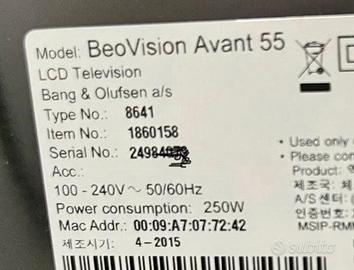 Model: BeoVision Avant 55
LCD Television
Bang & Olufsen a/s
Type No.: 8641
Item No.: 1860158
Serial No.:
Acc.:
100 - 240V ~ 50/60Hz
Power consumption: 250W
Mac Addr.: 00:09:A7:07:72:42
제조시기: 4-2015
• Used only
• Please con
Product:
제조국:
A/S 센터: (
인증번호:
MSIP-RMI
subito